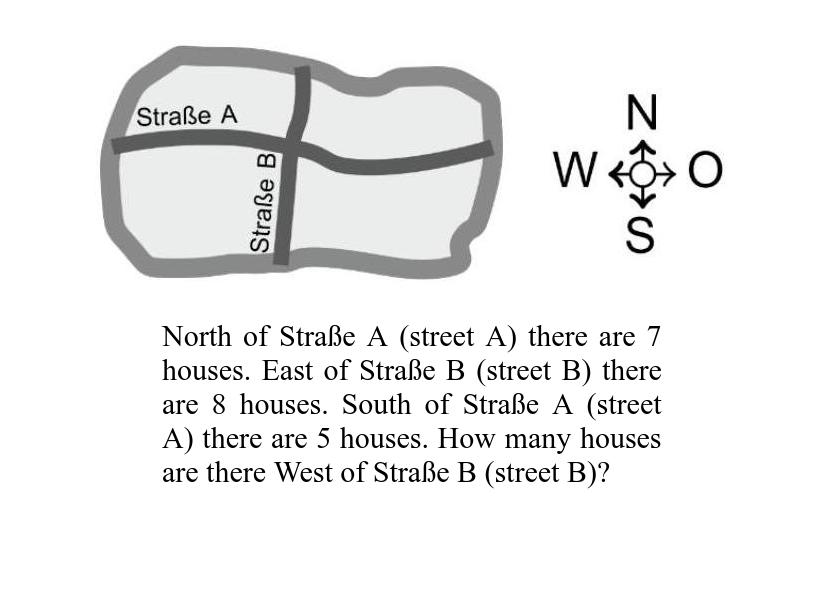 N
Straße A
W O
Straße B
S
North of Straße A (street A) there are 7
houses. East of Straße B (street B) there
are 8 houses. South of Straße A (street
A) there are 5 houses. How many houses
are there West of Straße B (street B)?